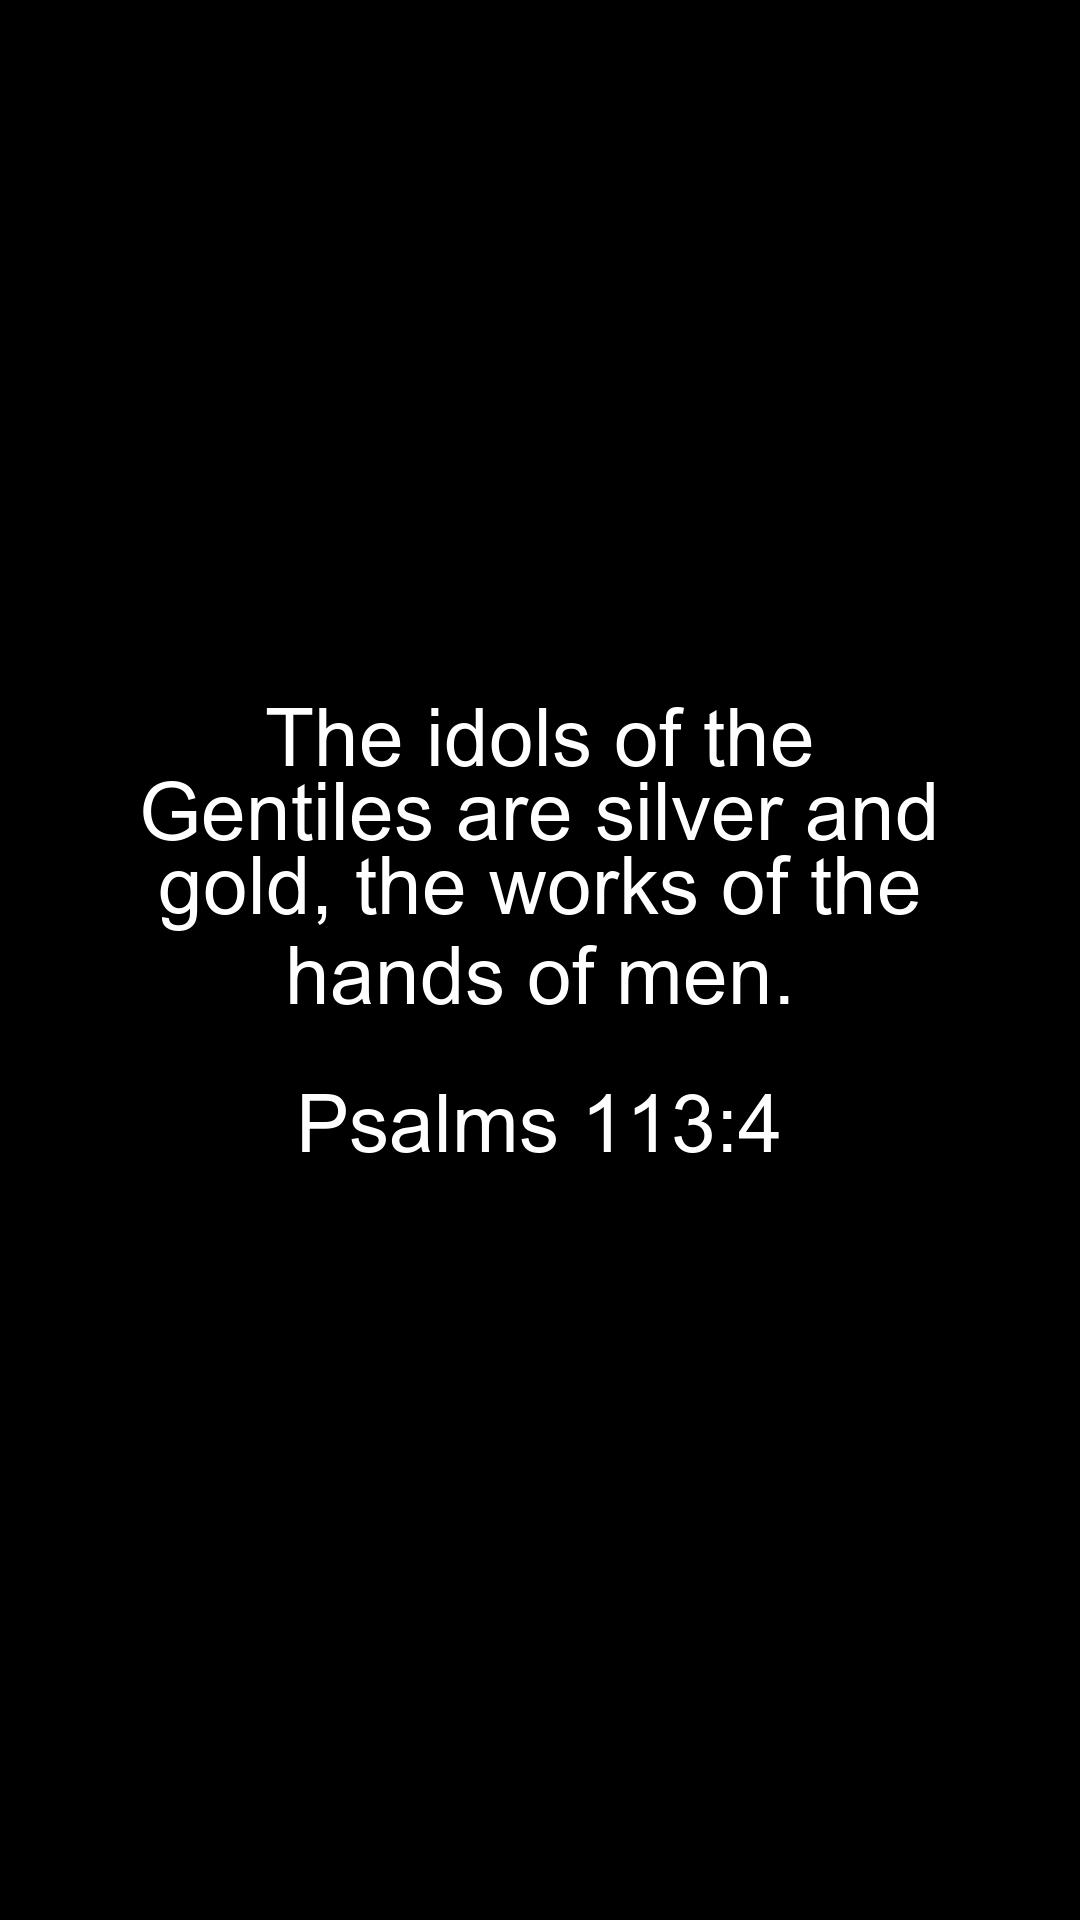 The idols of the
Gentiles are silver and
gold, the works of the
hands of men.
Psalms 113:4